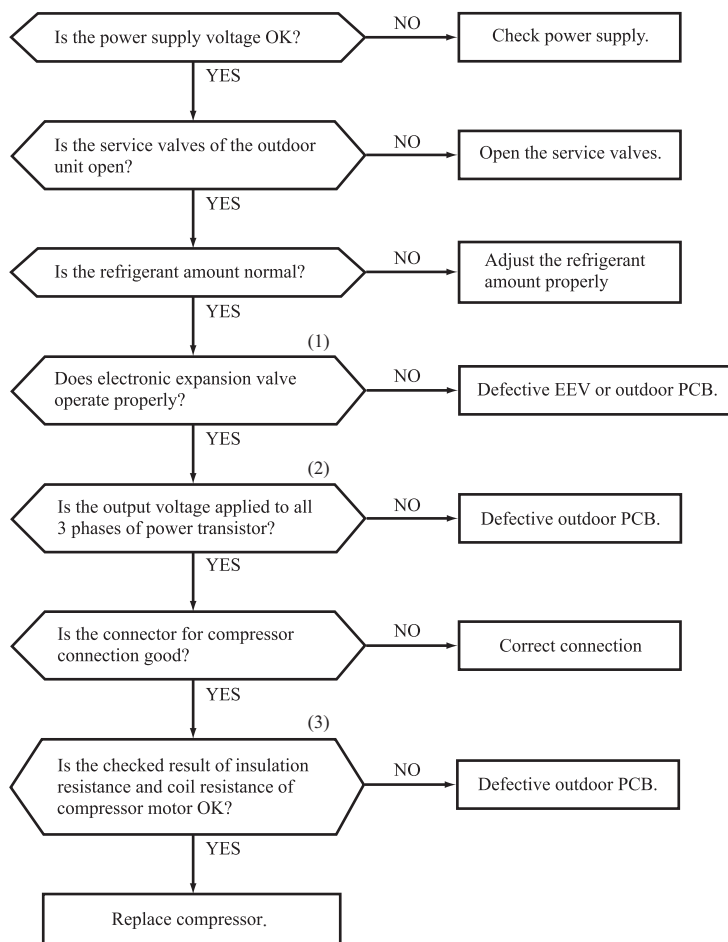 Is the power supply voltage OK?
NO
Check power supply.
YES
Is the service valves of the outdoor
unit open?
NO
Open the service valves.
YES
Is the refrigerant amount normal?
NO
Adjust the refrigerant
amount properly
YES
(1)
Does electronic expansion valve
operate properly?
NO
Defective EEV or outdoor PCB.
YES
(2)
Is the output voltage applied to all
3 phases of power transistor?
NO
Defective outdoor PCB.
YES
Is the connector for compressor
connection good?
NO
Correct connection
YES
(3)
Is the checked result of insulation
resistance and coil resistance of
compressor motor OK?
NO
Defective outdoor PCB.
YES
Replace compressor.